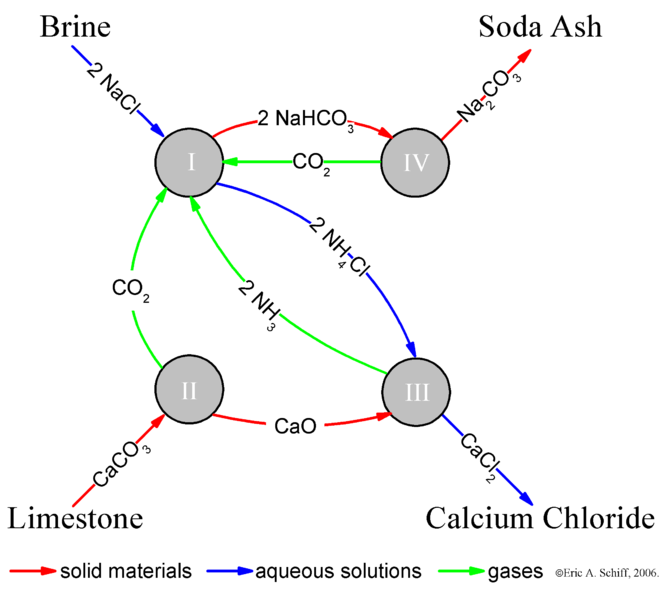 Brine
Soda Ash
2 NaCl
Na₂CO₃
2 NaHCO₃
I
CO₂
IV
2 NH₄Cl
CO₂
2 NH₃
II
III
CaO
CaCO₃
CaCl₂
Limestone
Calcium Chloride
solid materials
aqueous solutions
gases
©Eric A. Schiff, 2006.